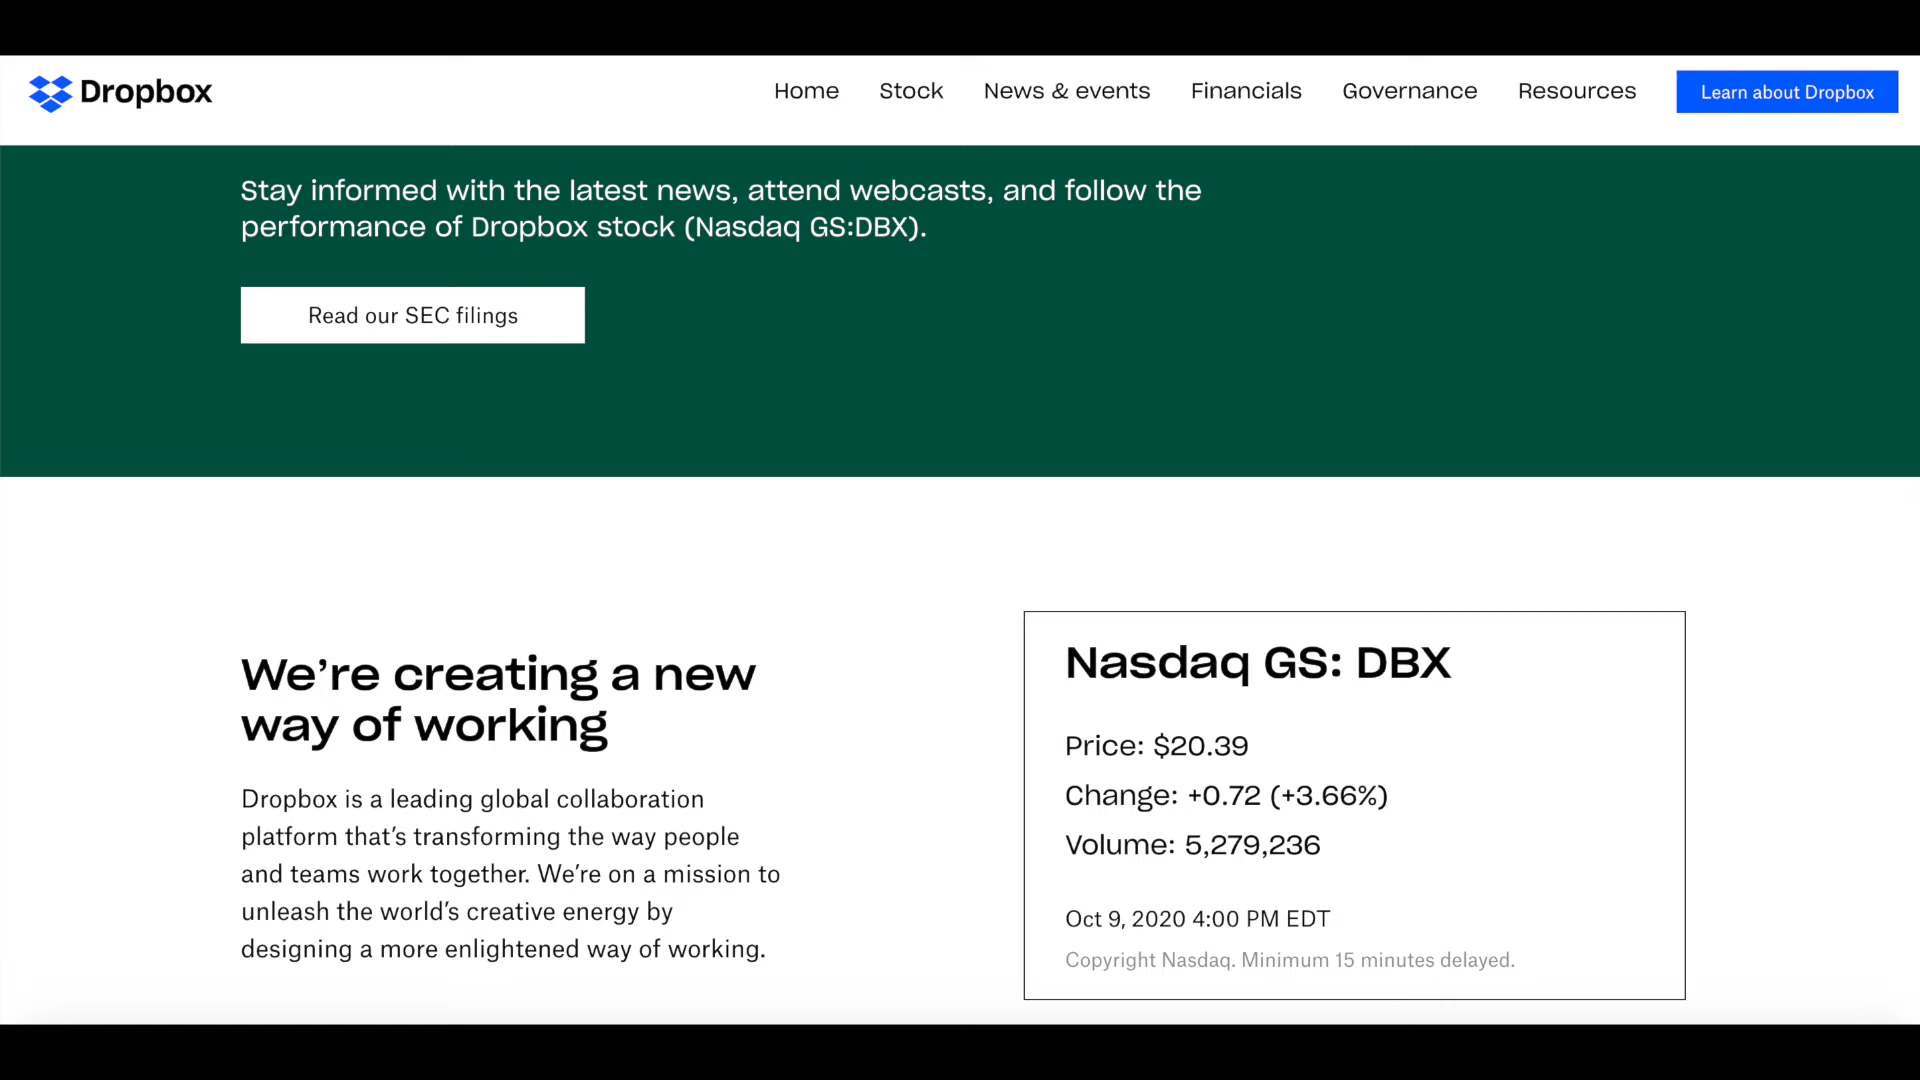 Dropbox
Home Stock News & events Financials Governance Resources Learn about Dropbox
Stay informed with the latest news, attend webcasts, and follow the
performance of Dropbox stock (Nasdaq GS:DBX).
Read our SEC filings
We’re creating a new
way of working
Dropbox is a leading global collaboration
platform that’s transforming the way people
and teams work together. We’re on a mission to
unleash the world’s creative energy by
designing a more enlightened way of working.
Nasdaq GS: DBX
Price: $20.39
Change: +0.72 (+3.66%)
Volume: 5,279,236
Oct 9, 2020 4:00 PM EDT
Copyright Nasdaq. Minimum 15 minutes delayed.